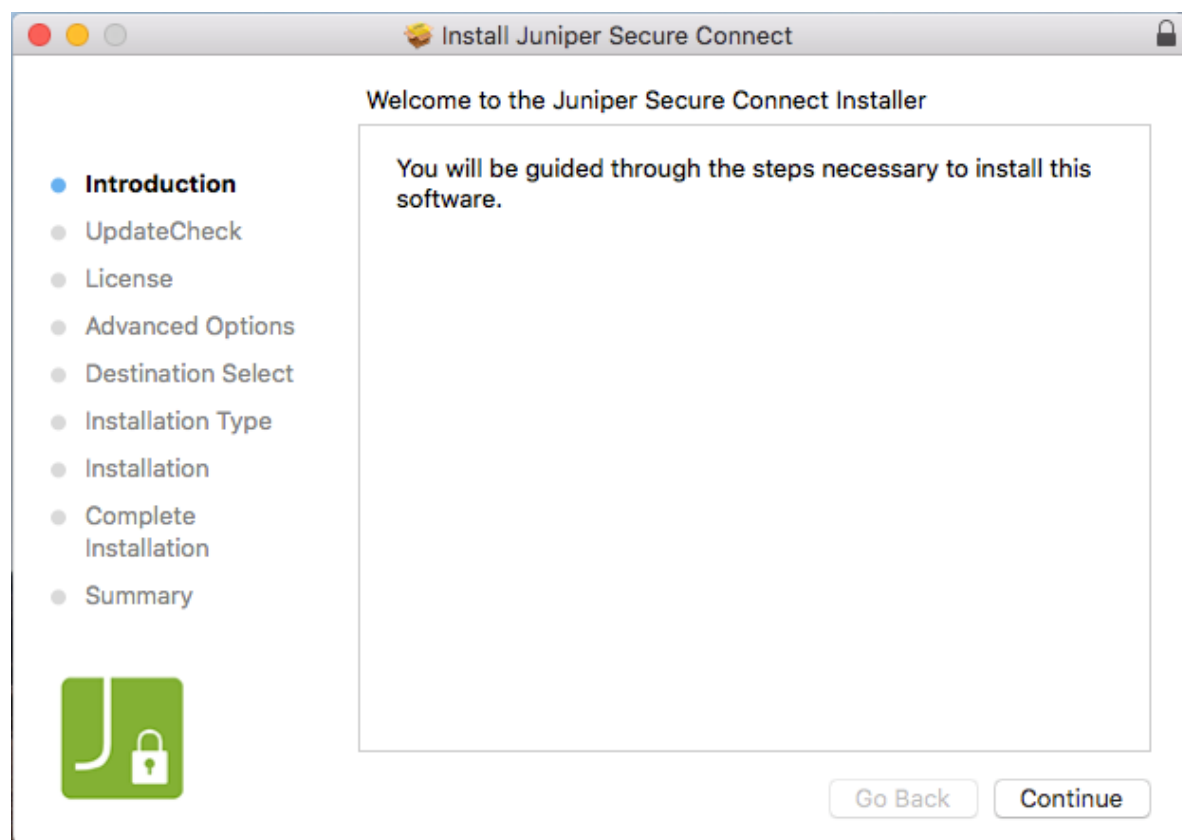 Install Juniper Secure Connect
Welcome to the Juniper Secure Connect Installer
Introduction
UpdateCheck
License
Advanced Options
Destination Select
Installation Type
Installation
Complete
Installation
Summary
You will be guided through the steps necessary to install this
software.
J
Go Back
Continue